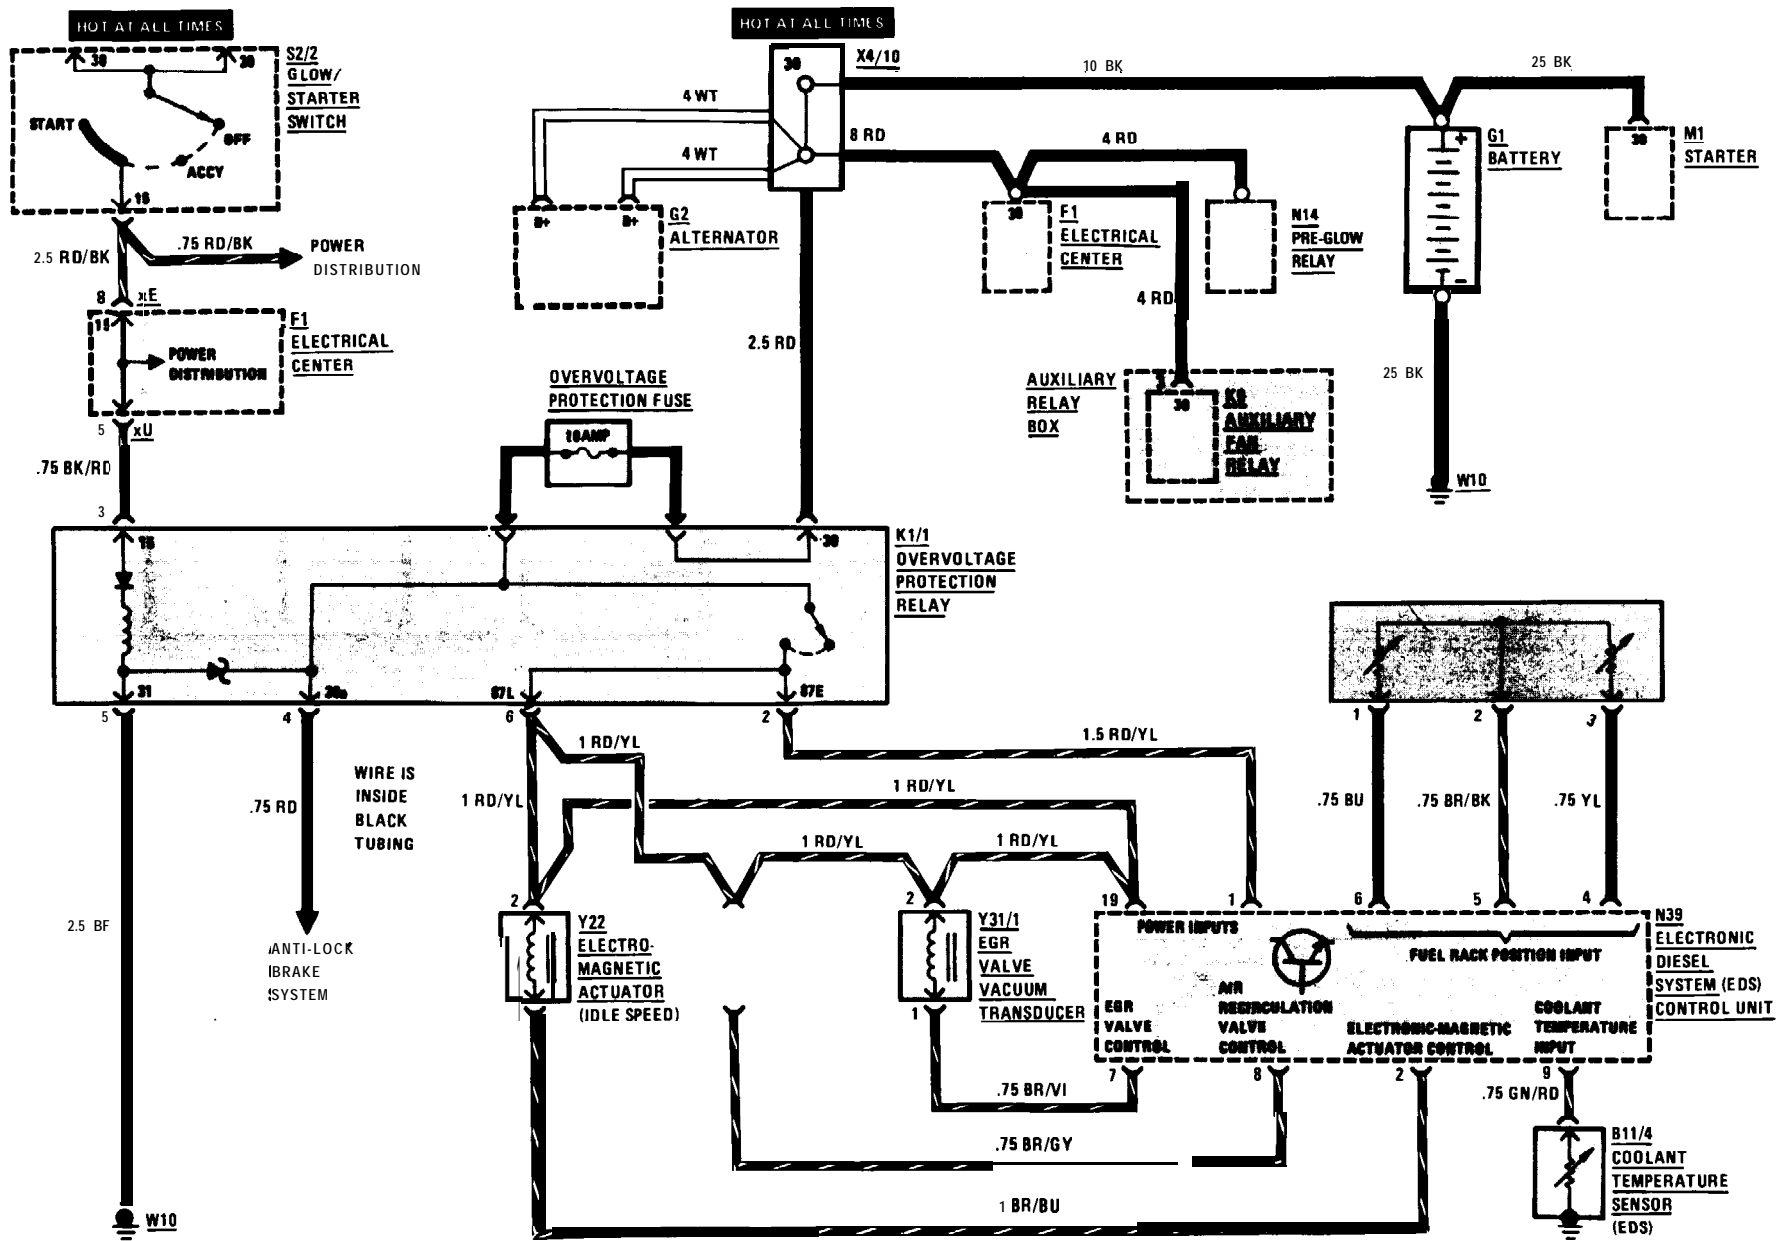 HOT AT ALL TIMES
HOT AT ALL TIMES
30
30
S2/2
GLOW/
STARTER
SWITCH
START
OFF
ACCY
15
2.5 RD/BK
.75 RD/BK
POWER
DISTRIBUTION
8
xE
15
F1
ELECTRICAL
CENTER
POWER
DISTRIBUTION
5
xU
.75 BK/RD
3
X4/10
30
4 WT
4 WT
B+
B+
G2
ALTERNATOR
10 BK
25 BK
8 RD
4 RD
30
F1
ELECTRICAL
CENTER
N14
PRE-GLOW
RELAY
G1
BATTERY
+
-
30
M1
STARTER
4 RD
2.5 RD
25 BK
W10
AUXILIARY
RELAY
BOX
30
K9
AUXILIARY
FAN
RELAY
OVERVOLTAGE
PROTECTION FUSE
10AMP
15
30
K1/1
OVERVOLTAGE
PROTECTION
RELAY
31
30a
87L
87E
5
4
6
2
1
2
3
1 RD/YL
1.5 RD/YL
WIRE IS
INSIDE
BLACK
TUBING
.75 RD
1 RD/YL
1 RD/YL
.75 BU
.75 BR/BK
.75 YL
1 RD/YL
1 RD/YL
2.5 BF
ANTI-LOCK
BRAKE
SYSTEM
2
Y22
ELECTRO-
MAGNETIC
ACTUATOR
(IDLE SPEED)
2
Y31/1
EGR
VALVE
VACUUM
TRANSDUCER
1
19
1
6
5
4
POWER INPUTS
FUEL RACK POSITION INPUT
N39
ELECTRONIC
DIESEL
SYSTEM (EDS)
CONTROL UNIT
EGR
VALVE
CONTROL
AIR
RECIRCULATION
VALVE
CONTROL
ELECTRONIC-MAGNETIC
ACTUATOR CONTROL
COOLANT
TEMPERATURE
INPUT
7
8
2
9
.75 BR/VI
.75 GN/RD
.75 BR/GY
B11/4
COOLANT
TEMPERATURE
SENSOR
(EDS)
1 BR/BU
W10